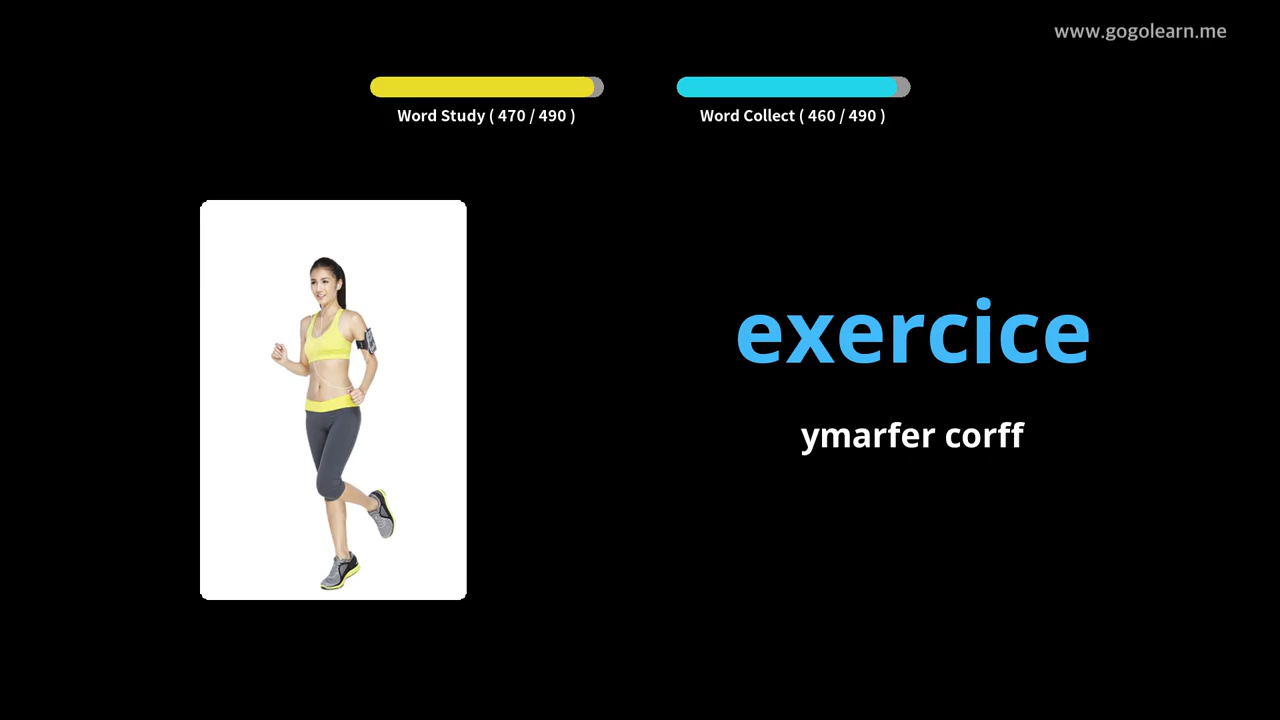 www.gogolearn.me
Word Study ( 470 / 490 )
Word Collect ( 460 / 490 )
exercice
ymarfer corff